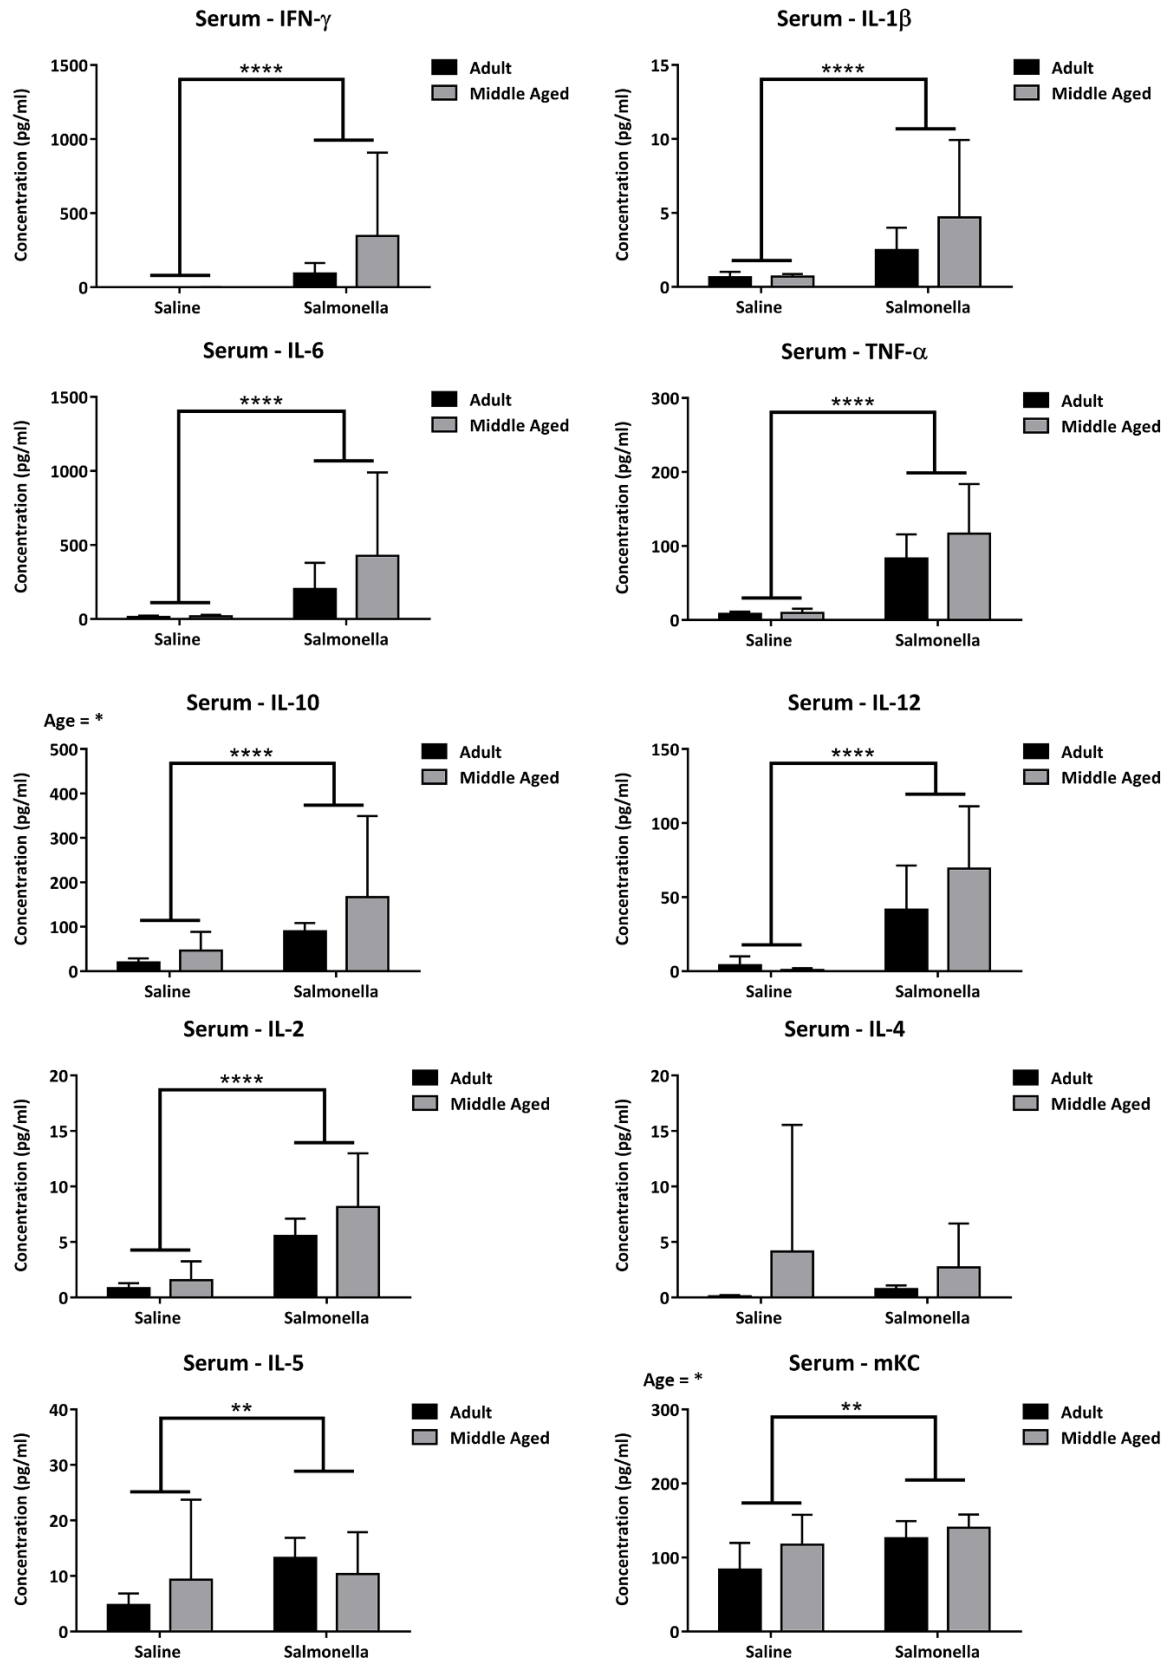 Serum - IFN-γ
Concentration (pg/ml)
1500
1000
500
0
****
Saline
Salmonella
Adult
Middle Aged
Serum - IL-1β
Concentration (pg/ml)
15
10
5
0
****
Saline
Salmonella
Adult
Middle Aged
Serum - IL-6
Concentration (pg/ml)
1500
1000
500
0
****
Saline
Salmonella
Adult
Middle Aged
Serum - TNF-α
Concentration (pg/ml)
300
200
100
0
****
Saline
Salmonella
Adult
Middle Aged
Serum - IL-10
Age = *
Concentration (pg/ml)
500
400
300
200
100
0
****
Saline
Salmonella
Adult
Middle Aged
Serum - IL-12
Concentration (pg/ml)
150
100
50
0
****
Saline
Salmonella
Adult
Middle Aged
Serum - IL-2
Concentration (pg/ml)
20
15
10
5
0
****
Saline
Salmonella
Adult
Middle Aged
Serum - IL-4
Concentration (pg/ml)
20
15
10
5
0
Saline
Salmonella
Adult
Middle Aged
Serum - IL-5
Concentration (pg/ml)
40
30
20
10
0
**
Saline
Salmonella
Adult
Middle Aged
Serum - mKC
Age = *
Concentration (pg/ml)
300
200
100
0
**
Saline
Salmonella
Adult
Middle Aged